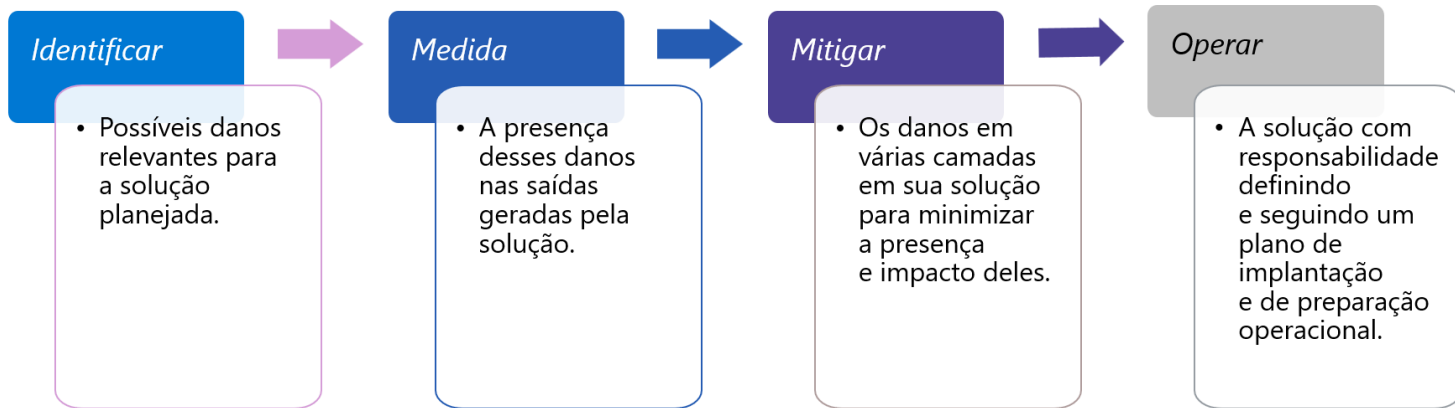 Identificar
• Possíveis danos
relevantes para
a solução
planejada.
Medida
• A presença
desses danos
nas saídas
geradas pela
solução.
Mitigar
• Os danos em
várias camadas
em sua solução
para minimizar
a presença
e impacto deles.
Operar
• A solução com
responsabilidade
definindo
e seguindo um
plano de
implantação
e de preparação
operacional.